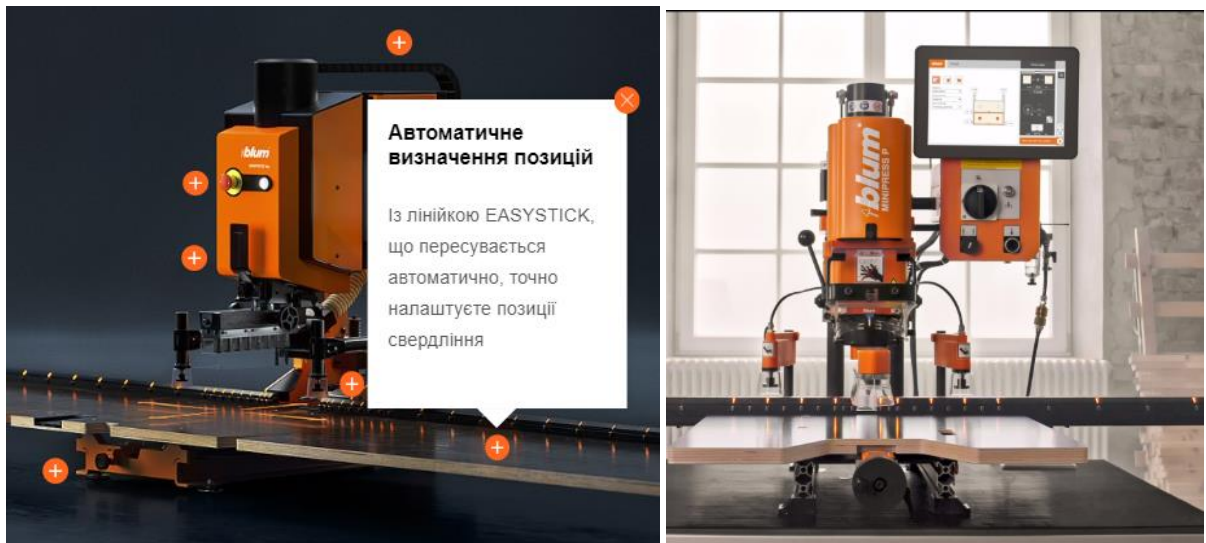 blum
Автоматичне
визначення позицій
Із лінійкою EASYSTICK,
що пересувається
автоматично, точно
налаштуєте позиції
свердління
blum
MINIPRESS P